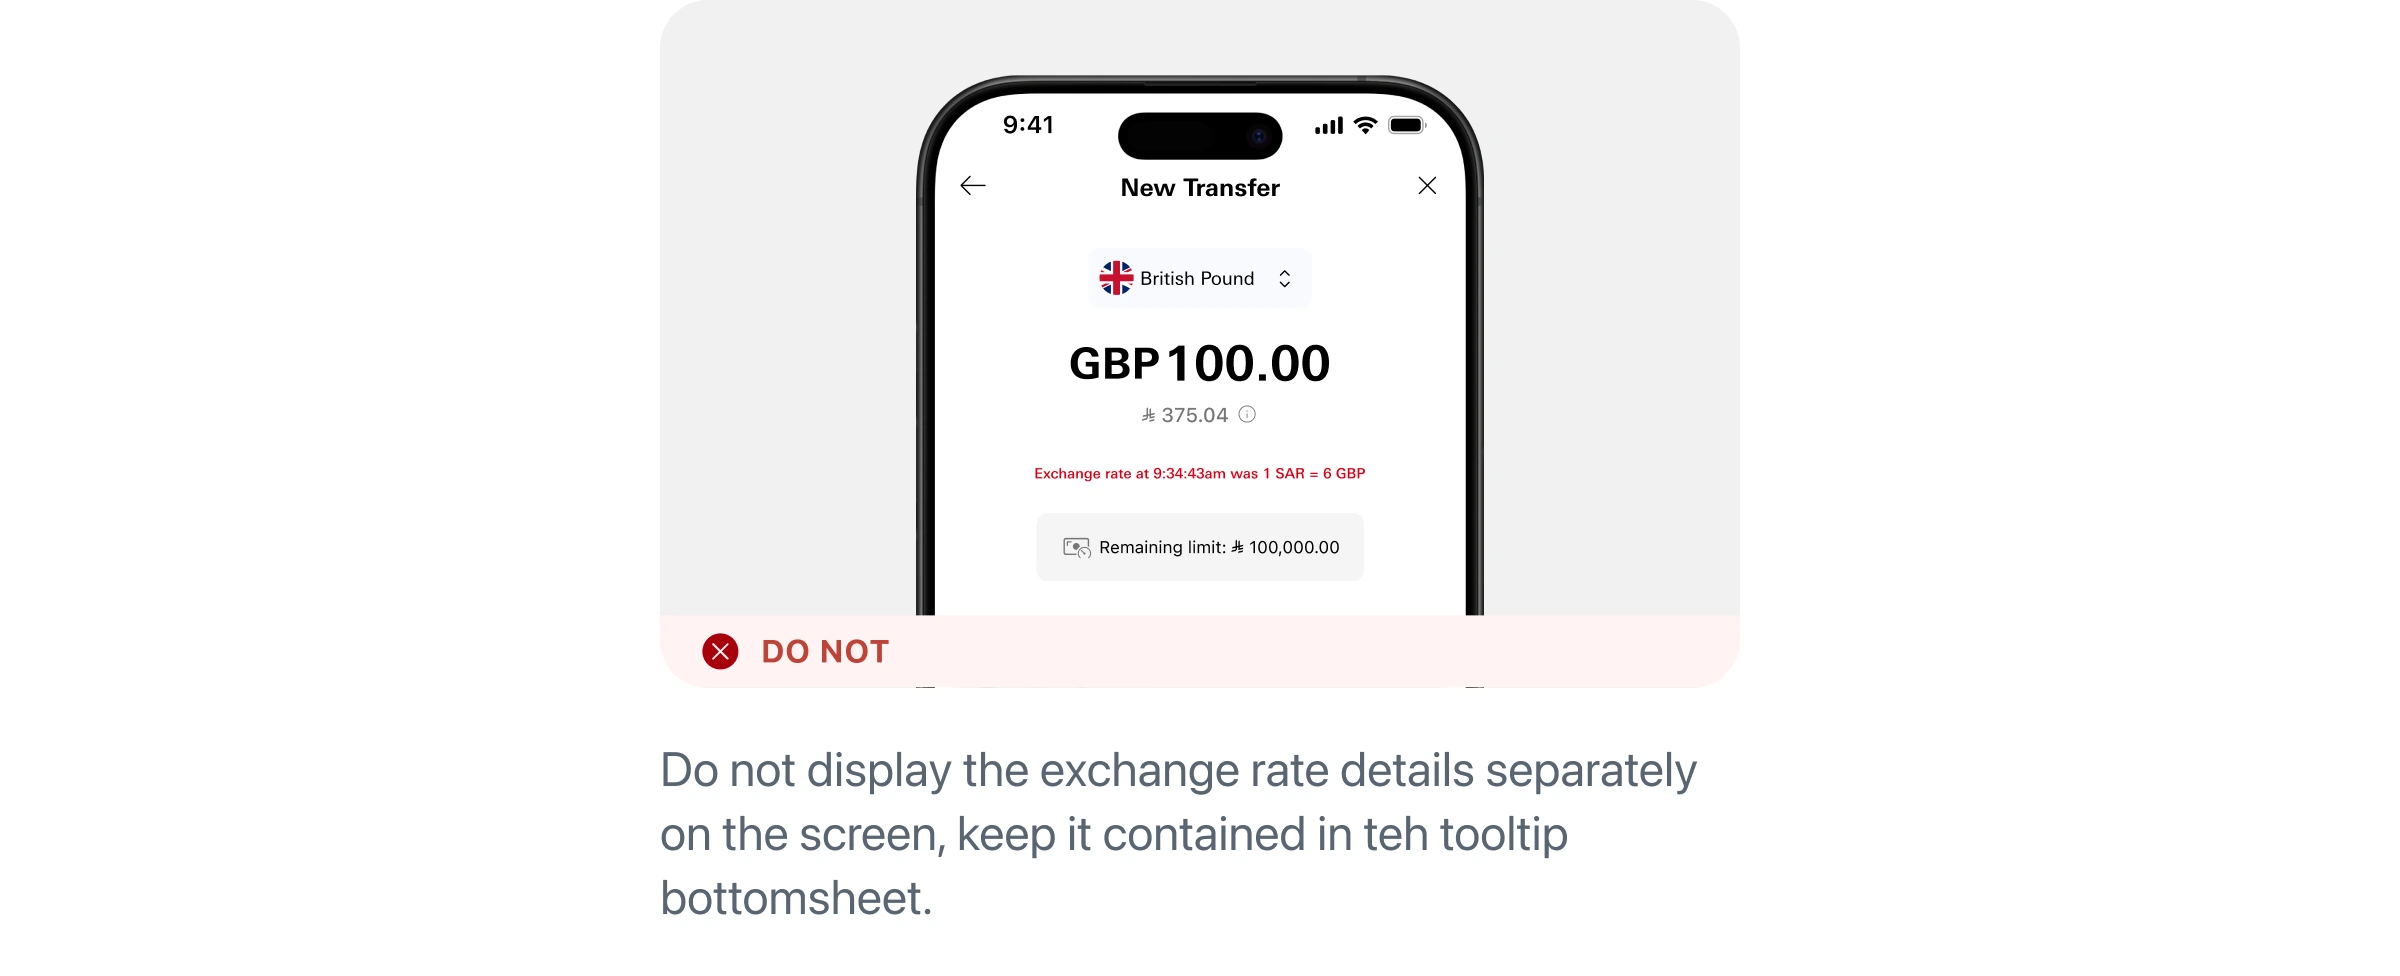 9:41
New Transfer
British Pound
GBP 100.00
⃁ 375.04
Exchange rate at 9:34:43am was 1 SAR = 6 GBP
Remaining limit: ⃁ 100,000.00
DO NOT
Do not display the exchange rate details separately
on the screen, keep it contained in teh tooltip
bottomsheet.